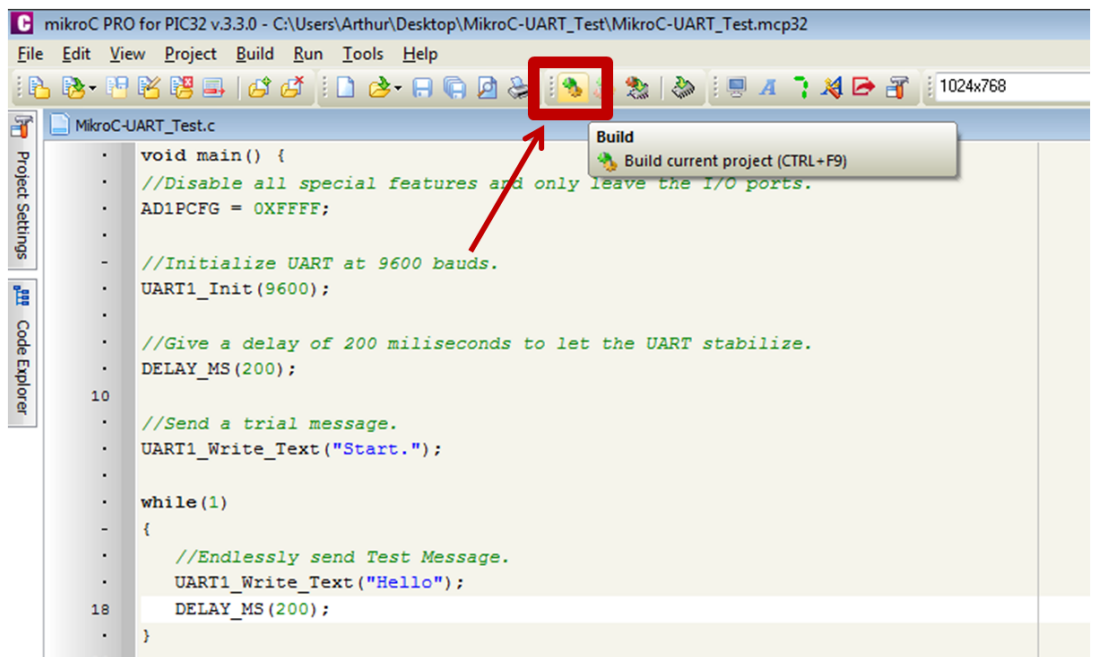 mikroC PRO for PIC32 v.3.3.0 - C:\Users\Arthur\Desktop\MikroC-UART_Test\MikroC-UART_Test.mcp32
File Edit View Project Build Run Tools Help
1024x768
MikroC-UART_Test.c
Build
Build current project (CTRL+F9)
Project Settings
Code Explorer
void main() {
//Disable all special features and only leave the I/O ports.
AD1PCFG = 0XFFFF;
//Initialize UART at 9600 bauds.
UART1_Init(9600);
//Give a delay of 200 miliseconds to let the UART stabilize.
DELAY_MS(200);
10
//Send a trial message.
UART1_Write_Text("Start.");
while(1)
{
//Endlessly send Test Message.
UART1_Write_Text("Hello");
18 DELAY_MS(200);
}